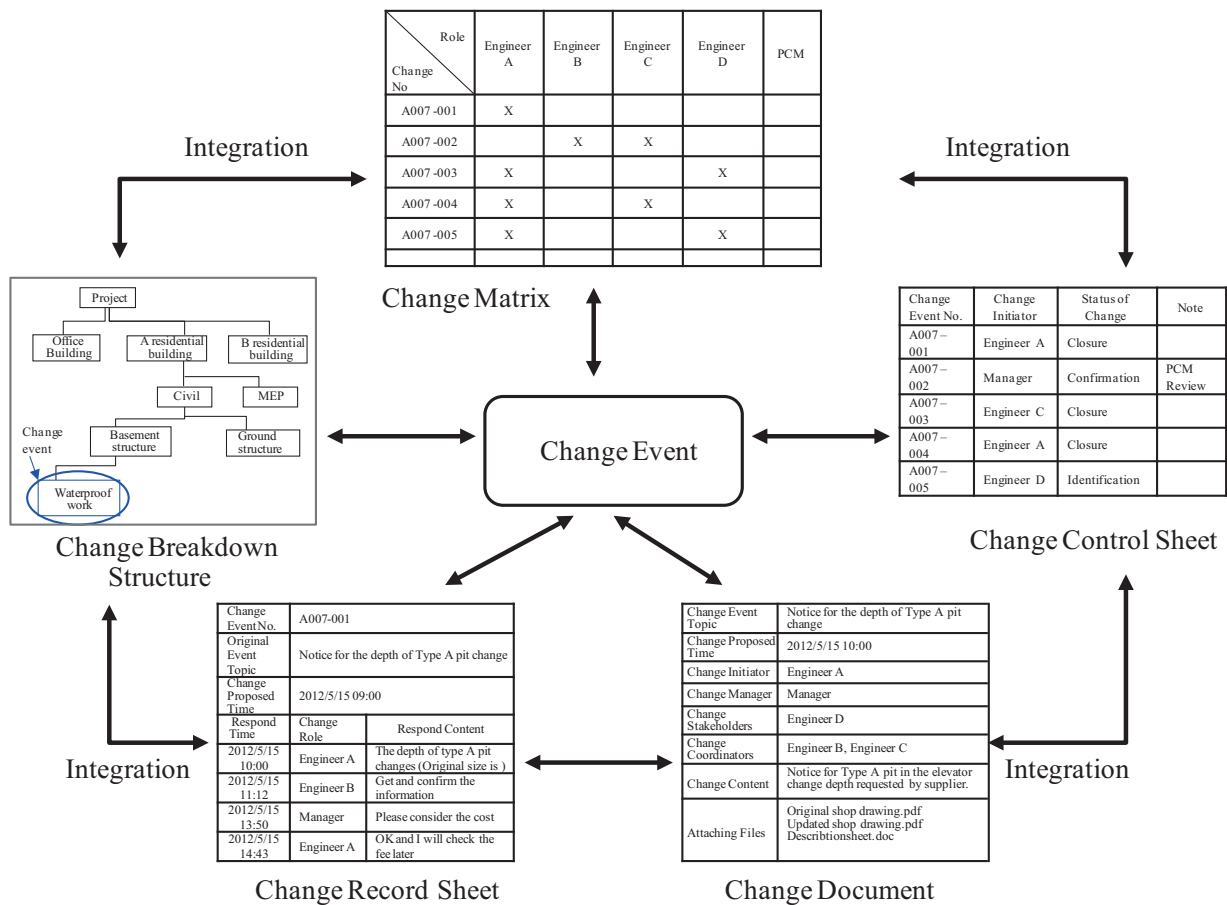 Role
Change
No
Engineer
A
Engineer
B
Engineer
C
Engineer
D
PCM
A007 -001 X
A007 -002 X X
A007 -003 X X
A007 -004 X X
A007 -005 X X
Change Matrix
Integration
Integration
Project
Office
Building
A residential
building
B residential
building
Civil
MEP
Basement
structure
Ground
structure
Change
event
Waterproof
work
Change Breakdown
Structure
Change Event
Change
Event No.
Change
Initiator
Status of
Change
Note
A007 –
001
Engineer A
Closure
A007 –
002
Manager
Confirmation
PCM
Review
A007 –
003
Engineer C
Closure
A007 –
004
Engineer A
Closure
A007 –
005
Engineer D
Identification
Change Control Sheet
Integration
Change
Event No.
A007-001
Original
Event
Topic
Notice for the depth of Type A pit change
Change
Proposed
Time
2012/5/15 09:00
Respond
Time
Change
Role
Respond Content
2012/5/15
10:00
Engineer A
The depth of type A pit
changes (Original size is )
2012/5/15
11:12
Engineer B
Get and confirm the
information
2012/5/15
13:50
Manager
Please consider the cost
2012/5/15
14:43
Engineer A
OK and I will check the
fee later
Change Record Sheet
Change Event
Topic
Notice for the depth of Type A pit
change
Change Proposed
Time
2012/5/15 10:00
Change Initiator
Engineer A
Change Manager
Manager
Change
Stakeholders
Engineer D
Change
Coordinators
Engineer B, Engineer C
Change Content
Notice for Type A pit in the elevator
change depth requested by supplier.
Attaching Files
Original shop drawing.pdf
Updated shop drawing.pdf
Describtionsheet.doc
Change Document
Integration